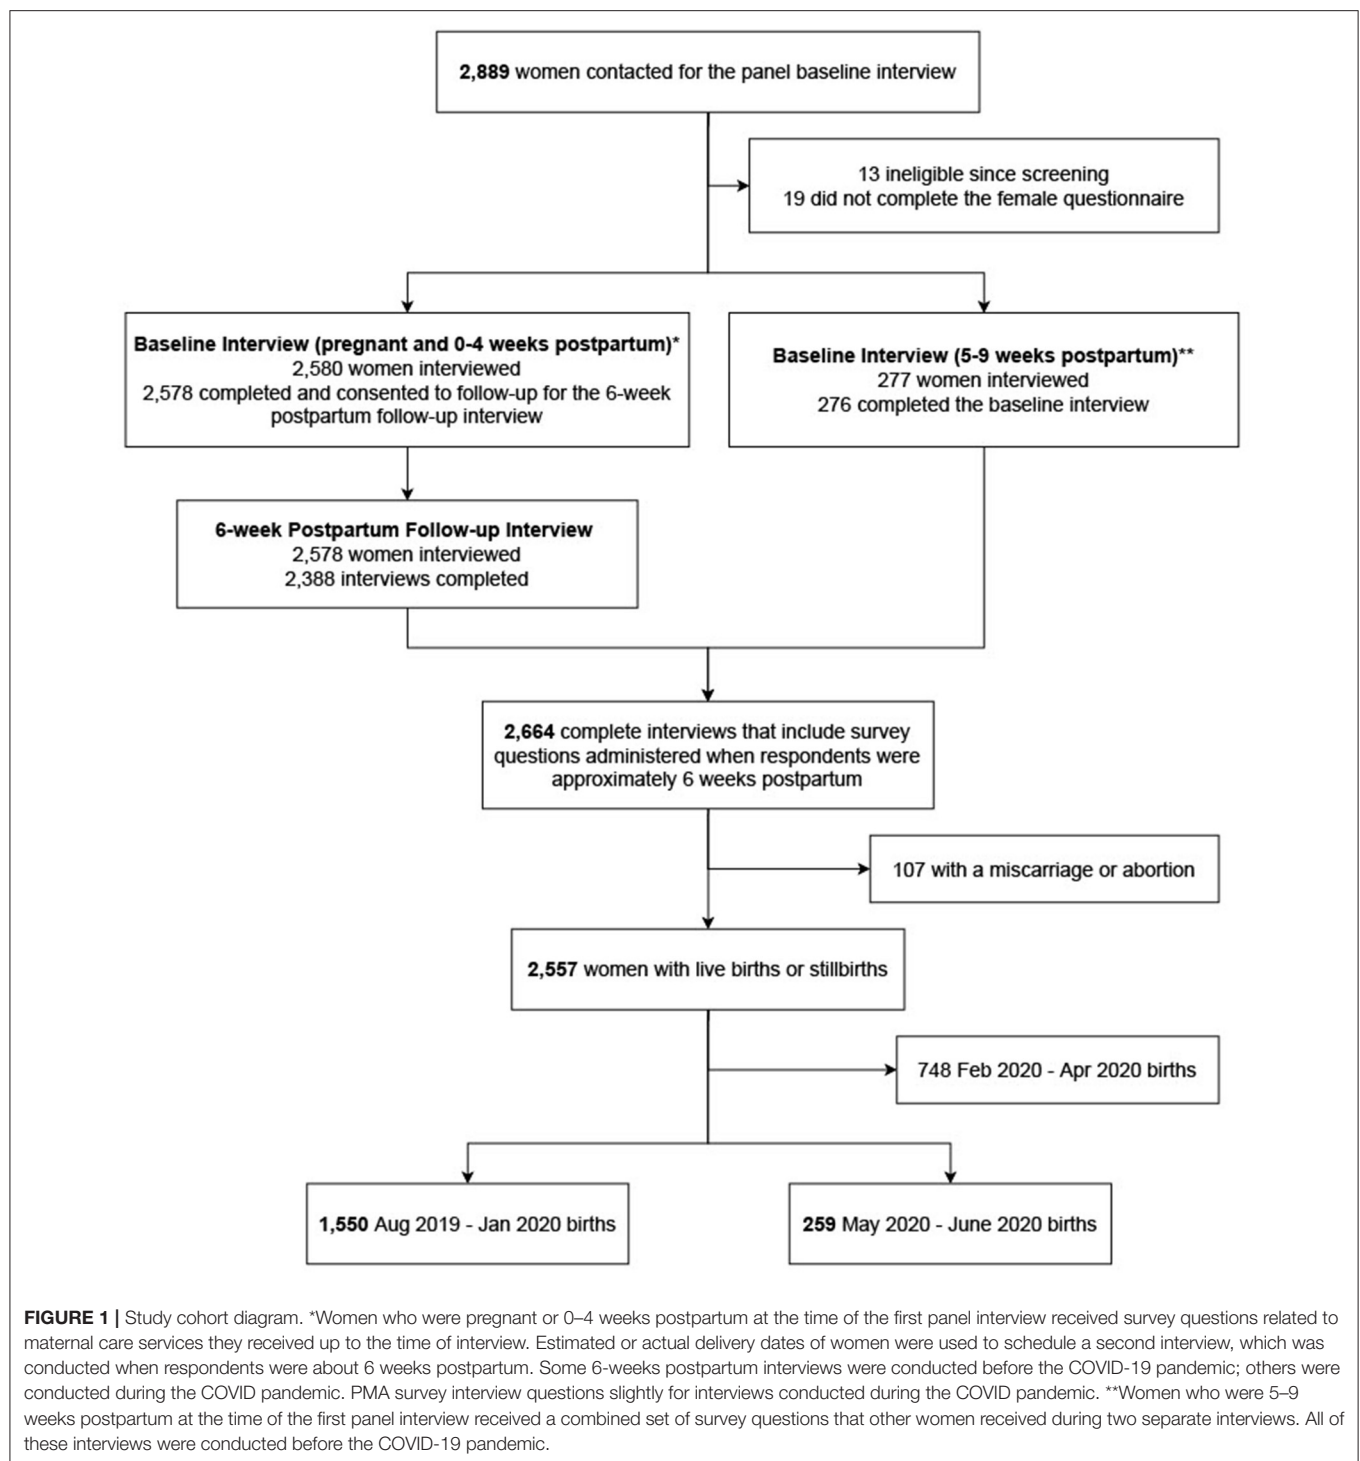 2,889 women contacted for the panel baseline interview
13 ineligible since screening
19 did not complete the female questionnaire
Baseline Interview (pregnant and 0-4 weeks postpartum)*
2,580 women interviewed
2,578 completed and consented to follow-up for the 6-week
postpartum follow-up interview
Baseline Interview (5-9 weeks postpartum)**
277 women interviewed
276 completed the baseline interview
6-week Postpartum Follow-up Interview
2,578 women interviewed
2,388 interviews completed
2,664 complete interviews that include survey
questions administered when respondents were
approximately 6 weeks postpartum
107 with a miscarriage or abortion
2,557 women with live births or stillbirths
748 Feb 2020 - Apr 2020 births
1,550 Aug 2019 - Jan 2020 births
259 May 2020 - June 2020 births
FIGURE 1 | Study cohort diagram. *Women who were pregnant or 0–4 weeks postpartum at the time of the first panel interview received survey questions related to
maternal care services they received up to the time of interview. Estimated or actual delivery dates of women were used to schedule a second interview, which was
conducted when respondents were about 6 weeks postpartum. Some 6-weeks postpartum interviews were conducted before the COVID-19 pandemic; others were
conducted during the COVID pandemic. PMA survey interview questions slightly for interviews conducted during the COVID pandemic. **Women who were 5–9
weeks postpartum at the time of the first panel interview received a combined set of survey questions that other women received during two separate interviews. All of
these interviews were conducted before the COVID-19 pandemic.